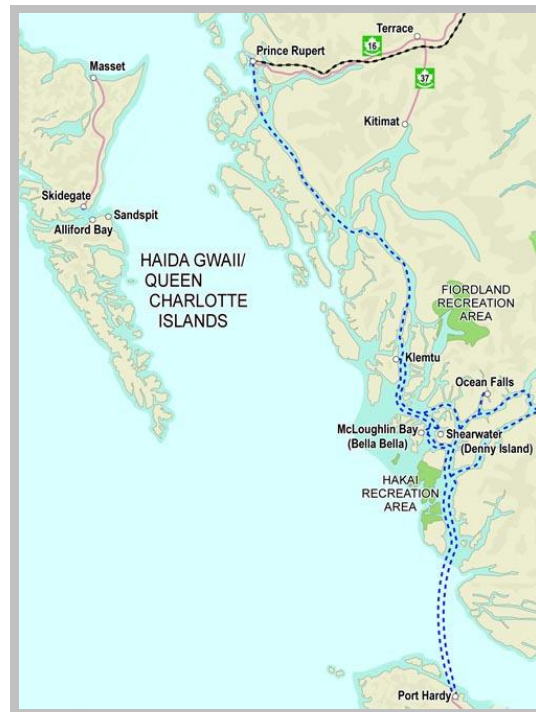 Terrace
Masset
Prince Rupert
16
37
Kitimat
Skidegate
Sandspit
Alliford Bay
HAIDA GWAII/
QUEEN
CHARLOTTE
ISLANDS
FIORDLAND
RECREATION
AREA
Klemtu
Ocean Falls
McLoughlin Bay
(Bella Bella)
Shearwater
(Denny Island)
HAKAI
RECREATION
AREA
Port Hardy